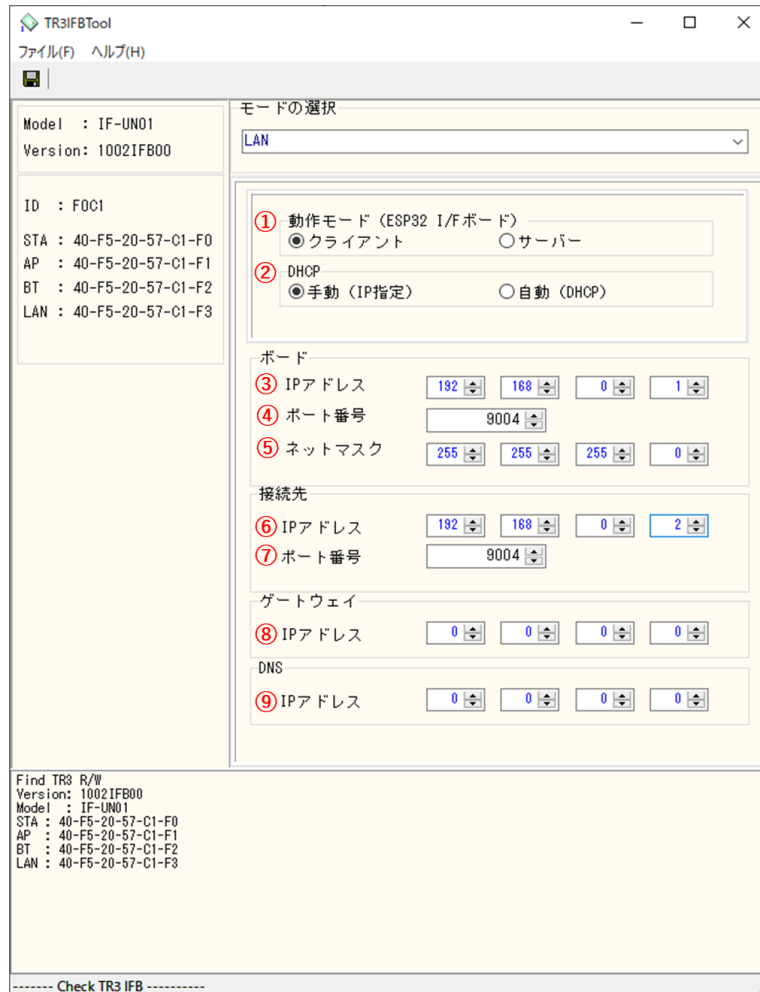 TR3IFBTool
ファイル(F) ヘルプ(H)
Model : IF-UN01
Version: 1002IFB00
ID : F0C1
STA : 40-F5-20-57-C1-F0
AP : 40-F5-20-57-C1-F1
BT : 40-F5-20-57-C1-F2
LAN : 40-F5-20-57-C1-F3
モードの選択
LAN
① 動作モード (ESP32 I/Fボード)
クライアント サーバー
② DHCP
手動 (IP指定) 自動 (DHCP)
ボード
③ IPアドレス 192 168 0 1
④ ポート番号 9004
⑤ ネットマスク 255 255 255 0
接続先
⑥ IPアドレス 192 168 0 2
⑦ ポート番号 9004
ゲートウェイ
⑧ IPアドレス 0 0 0 0
DNS
⑨ IPアドレス 0 0 0 0
Find TR3 R/W
Version: 1002IFB00
Model : IF-UN01
STA : 40-F5-20-57-C1-F0
AP : 40-F5-20-57-C1-F1
BT : 40-F5-20-57-C1-F2
LAN : 40-F5-20-57-C1-F3
------- Check TR3 IFB ----------